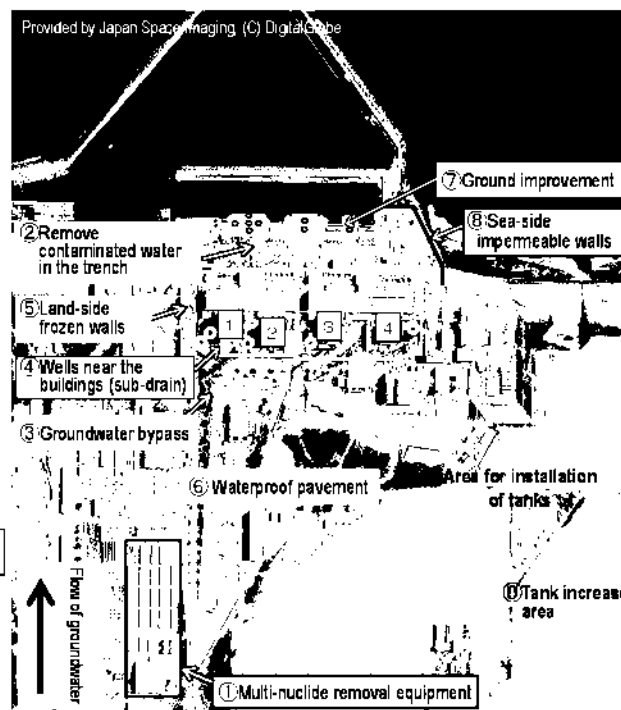 Provided by Japan Space Imaging, (C) DigitalGlobe
⑦Ground improvement
⑧Sea-side
impermeable walls
②Remove
contaminated water
in the trench
⑤Land-side
frozen walls
1
2
3
4
④Wells near the
buildings (sub-drain)
③Groundwater bypass
⑥Waterproof pavement
Area for installation
of tanks
Tank increase
area
Flow of groundwater
①Multi-nuclide removal equipment